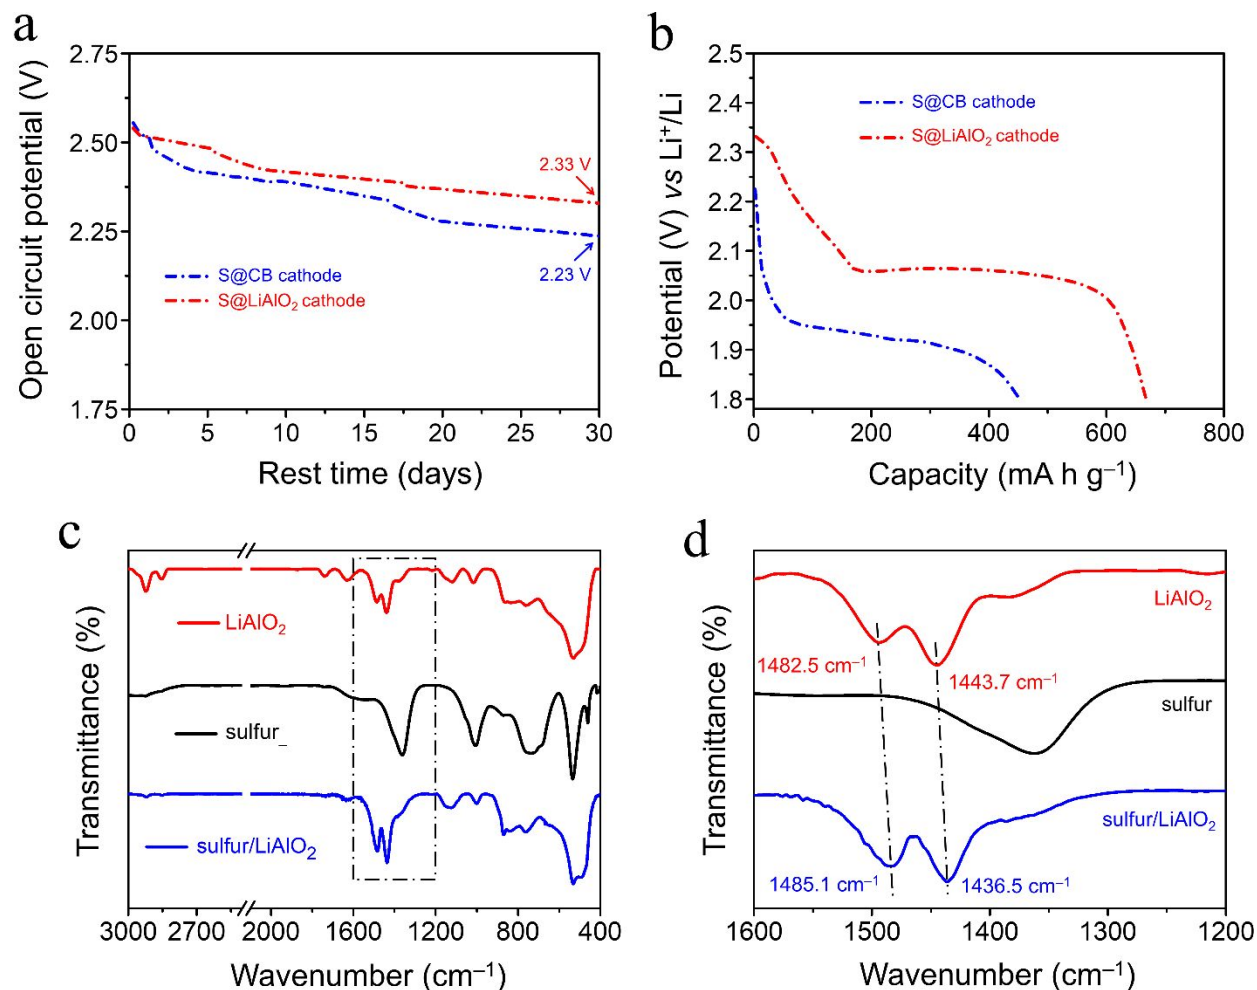 a
2.75
2.50
2.25
2.00
1.75
Open circuit potential (V)
2.33 V
2.23 V
S@CB cathode
S@LiAlO₂ cathode
0 5 10 15 20 25 30
Rest time (days)
b
2.5
2.4
2.3
2.2
2.1
2.0
1.9
1.8
Potential (V) vs Li⁺/Li
S@CB cathode
S@LiAlO₂ cathode
0 200 400 600 800
Capacity (mA h g⁻¹)
c
Transmittance (%)
LiAlO₂
sulfur_
sulfur/LiAlO₂
3000 2700 2000 1600 1200 800 400
Wavenumber (cm⁻¹)
d
Transmittance (%)
LiAlO₂
1482.5 cm⁻¹
1443.7 cm⁻¹
sulfur
sulfur/LiAlO₂
1485.1 cm⁻¹
1436.5 cm⁻¹
1600 1500 1400 1300 1200
Wavenumber (cm⁻¹)